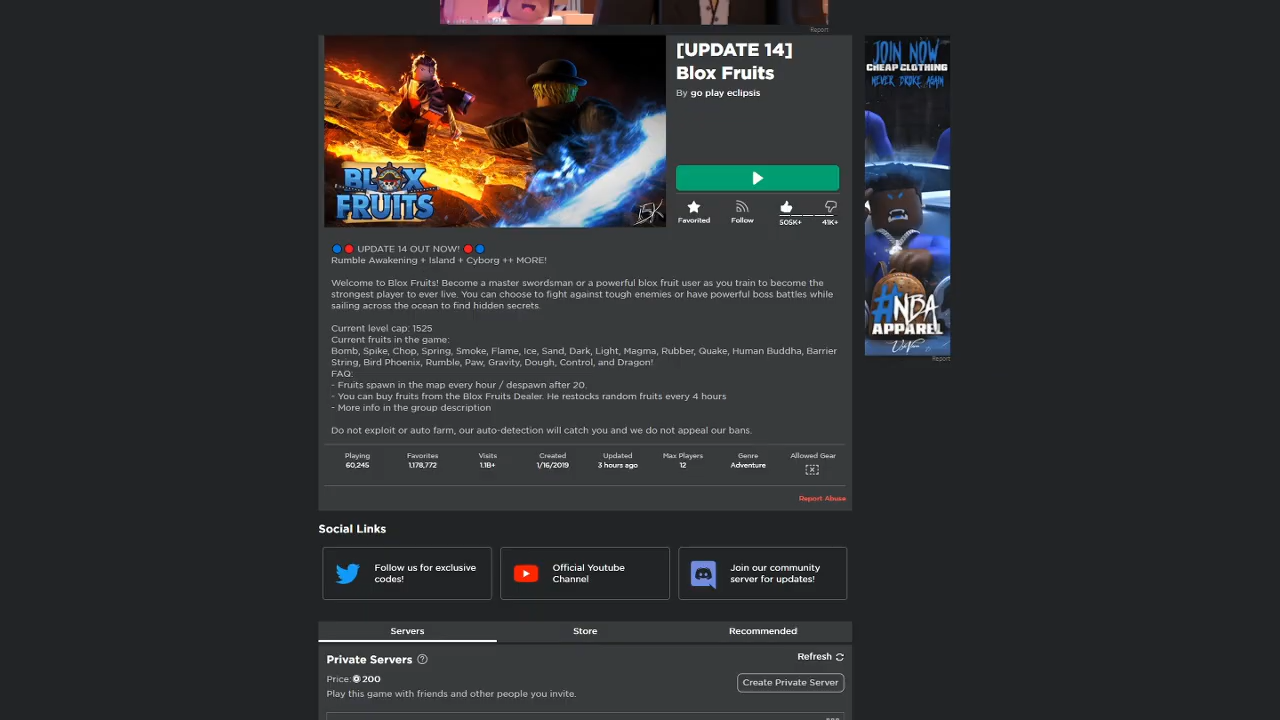 Report
[UPDATE 14]
Blox Fruits
By go play eclipsis
BLOX
FRUITS
Favorited
Follow
505K+
41K+
JOIN NOW
CHEAP CLOTHING
NEVER BROKE AGAIN
#NBA
APPAREL
Report
UPDATE 14 OUT NOW!
Rumble Awakening + Island + Cyborg ++ MORE!
Welcome to Blox Fruits! Become a master swordsman or a powerful blox fruit user as you train to become the
strongest player to ever live. You can choose to fight against tough enemies or have powerful boss battles while
sailing across the ocean to find hidden secrets.
Current level cap: 1525
Current fruits in the game:
Bomb, Spike, Chop, Spring, Smoke, Flame, Ice, Sand, Dark, Light, Magma, Rubber, Quake, Human Buddha, Barrier
String, Bird Phoenix, Rumble, Paw, Gravity, Dough, Control, and Dragon!
FAQ:
- Fruits spawn in the map every hour / despawn after 20.
- You can buy fruits from the Blox Fruits Dealer. He restocks random fruits every 4 hours
- More info in the group description
Do not exploit or auto farm, our auto-detection will catch you and we do not appeal our bans.
Playing Favorites Visits Created Updated Max Players Genre Allowed Gear
60,245 1,178,772 1.1B+ 1/16/2019 3 hours ago 12 Adventure
Report Abuse
Social Links
Follow us for exclusive
codes!
Official Youtube
Channel
Join our community
server for updates!
Servers Store Recommended
Private Servers
Refresh
Price: 200
Create Private Server
Play this game with friends and other people you invite.